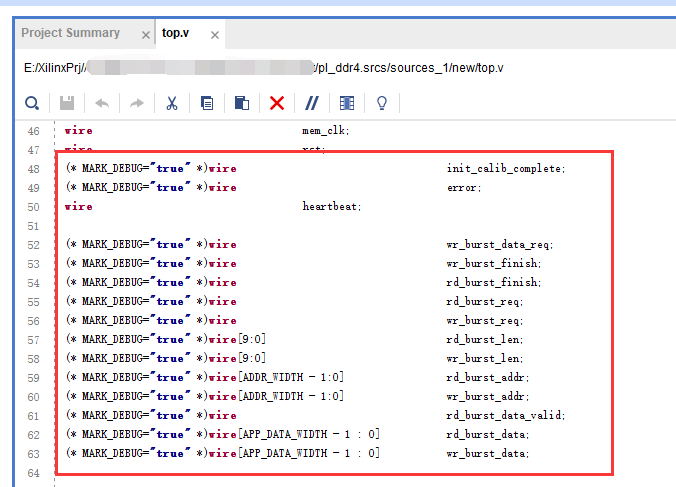 Project Summary × top.v ×
E:/XilinxPrj/ /pl_ddr4.srcs/sources_1/new/top.v
46 wire mem_clk;
47 wire rst;
48 (* MARK_DEBUG="true" *)wire init_calib_complete;
49 (* MARK_DEBUG="true" *)wire error;
50 wire heartbeat;
51
52 (* MARK_DEBUG="true" *)wire wr_burst_data_req;
53 (* MARK_DEBUG="true" *)wire wr_burst_finish;
54 (* MARK_DEBUG="true" *)wire rd_burst_finish;
55 (* MARK_DEBUG="true" *)wire rd_burst_req;
56 (* MARK_DEBUG="true" *)wire wr_burst_req;
57 (* MARK_DEBUG="true" *)wire[9:0] rd_burst_len;
58 (* MARK_DEBUG="true" *)wire[9:0] wr_burst_len;
59 (* MARK_DEBUG="true" *)wire[ADDR_WIDTH - 1:0] rd_burst_addr;
60 (* MARK_DEBUG="true" *)wire[ADDR_WIDTH - 1:0] wr_burst_addr;
61 (* MARK_DEBUG="true" *)wire rd_burst_data_valid;
62 (* MARK_DEBUG="true" *)wire[APP_DATA_WIDTH - 1 : 0] rd_burst_data;
63 (* MARK_DEBUG="true" *)wire[APP_DATA_WIDTH - 1 : 0] wr_burst_data;
64